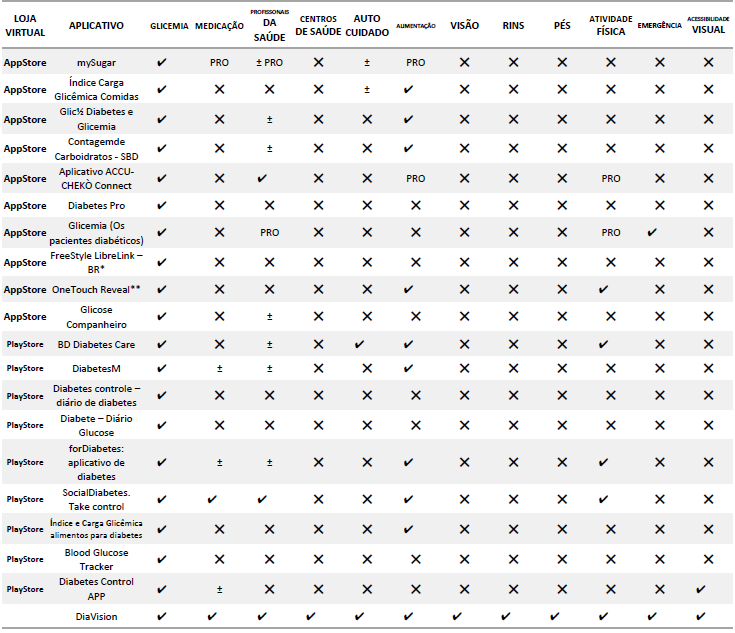 LOJA VIRTUAL APLICATIVO GLICEMIA MEDICAÇÃO PROFISSIONAIS DA SAÚDE CENTROS DE SAÚDE AUTO CUIDADO ALIMENTAÇÃO VISÃO RINS PÉS ATIVIDADE FÍSICA EMERGÊNCIA ACESSIBILIDADE VISUAL
AppStore mySugar ✔ PRO ± PRO ✕ ± PRO ✕ ✕ ✕ ✕ ✕ ✕
AppStore Índice Carga Glicêmica Comidas ✔ ✕ ✕ ✕ ± ✔ ✕ ✕ ✕ ✕ ✕ ✕
AppStore Glic½ Diabetes e Glicemia ✔ ✕ ± ✕ ✕ ✔ ✕ ✕ ✕ ✕ ✕ ✕
AppStore Contagemde Carboidratos - SBD ✔ ✕ ± ✕ ✕ ✔ ✕ ✕ ✕ ✕ ✕ ✕
AppStore Aplicativo ACCU-CHEKÒ Connect ✔ ✕ ✔ ✕ ✕ PRO ✕ ✕ ✕ PRO ✕ ✕
AppStore Diabetes Pro ✔ ✕ ✕ ✕ ✕ ✕ ✕ ✕ ✕ ✕ ✕ ✕
AppStore Glicemia (Os pacientes diabéticos) ✔ ✕ PRO ✕ ✕ ✕ ✕ ✕ ✕ PRO ✔ ✕
AppStore FreeStyle LibreLink – BR* ✔ ✕ ✕ ✕ ✕ ✕ ✕ ✕ ✕ ✕ ✕ ✕
AppStore OneTouch Reveal** ✔ ✕ ✕ ✕ ✕ ✔ ✕ ✕ ✕ ✔ ✕ ✕
AppStore Glicose Companheiro ✔ ✕ ± ✕ ✕ ✕ ✕ ✕ ✕ ✕ ✕ ✕
PlayStore BD Diabetes Care ✔ ✕ ± ✕ ✔ ✔ ✕ ✕ ✕ ✔ ✕ ✕
PlayStore DiabetesM ✔ ± ± ✕ ✕ ✔ ✕ ✕ ✕ ✕ ✕ ✕
PlayStore Diabetes controle – diário de diabetes ✔ ✕ ✕ ✕ ✕ ✕ ✕ ✕ ✕ ✕ ✕ ✕
PlayStore Diabete – Diário Glucose ✔ ✕ ✕ ✕ ✕ ✕ ✕ ✕ ✕ ✕ ✕ ✕
PlayStore forDiabetes: aplicativo de diabetes ✔ ± ± ✕ ✕ ✔ ✕ ✕ ✕ ✔ ✕ ✕
PlayStore SocialDiabetes. Take control ✔ ✔ ✔ ✕ ✕ ✔ ✕ ✕ ✕ ✔ ✕ ✕
PlayStore Índice e Carga Glicêmica alimentos para diabetes ✔ ✕ ✕ ✕ ✕ ✔ ✕ ✕ ✕ ✕ ✕ ✕
PlayStore Blood Glucose Tracker ✔ ✕ ✕ ✕ ✕ ✕ ✕ ✕ ✕ ✕ ✕ ✕
PlayStore Diabetes Control APP ✔ ± ✕ ✕ ✕ ✕ ✕ ✕ ✕ ✕ ✕ ✔
DiaVision ✔ ✔ ✔ ✔ ✔ ✔ ✔ ✔ ✔ ✔ ✔ ✔